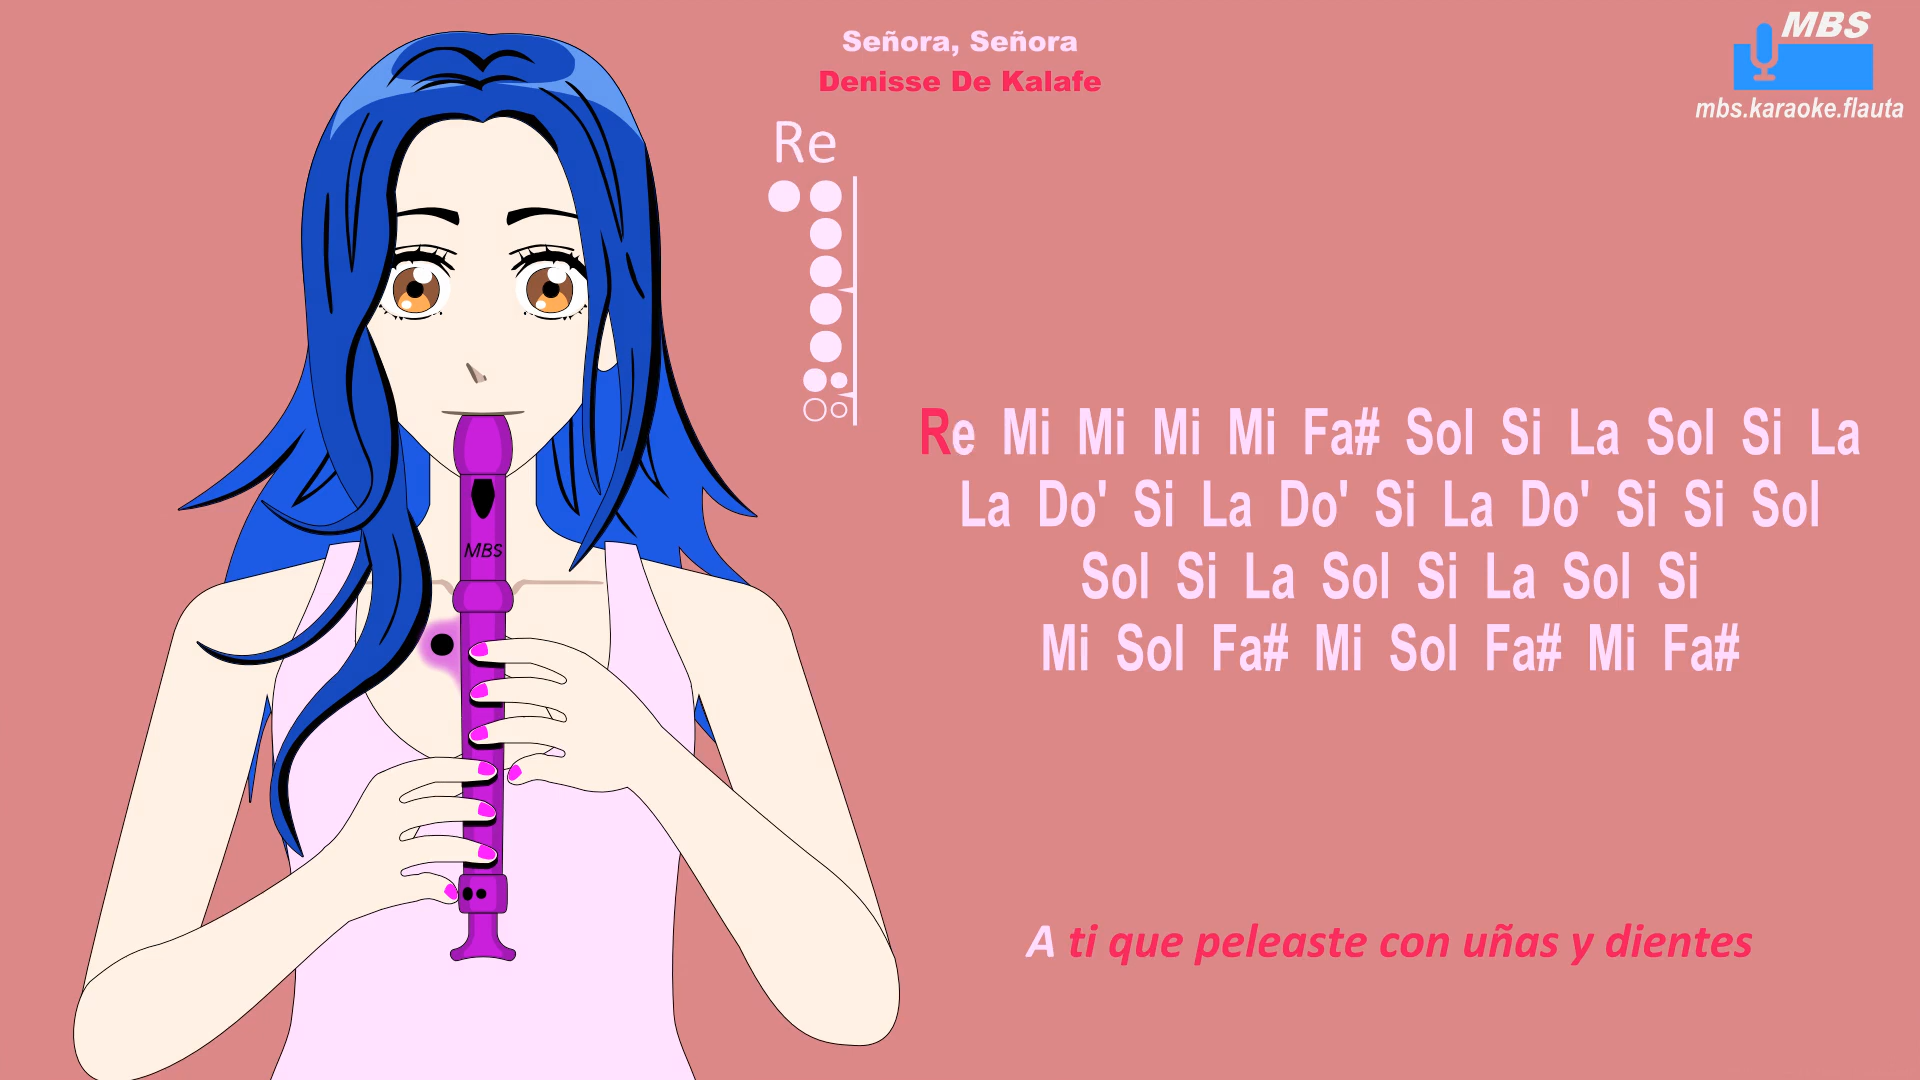 Señora, Señora
Denisse De Kalafe
MBS
mbs.karaoke.flauta
Re
Re Mi Mi Mi Mi Fa# Sol Si La Sol Si La
La Do' Si La Do' Si La Do' Si Si Sol
Sol Si La Sol Si La Sol Si
Mi Sol Fa# Mi Sol Fa# Mi Fa#
MBS
A ti que peleaste con uñas y dientes